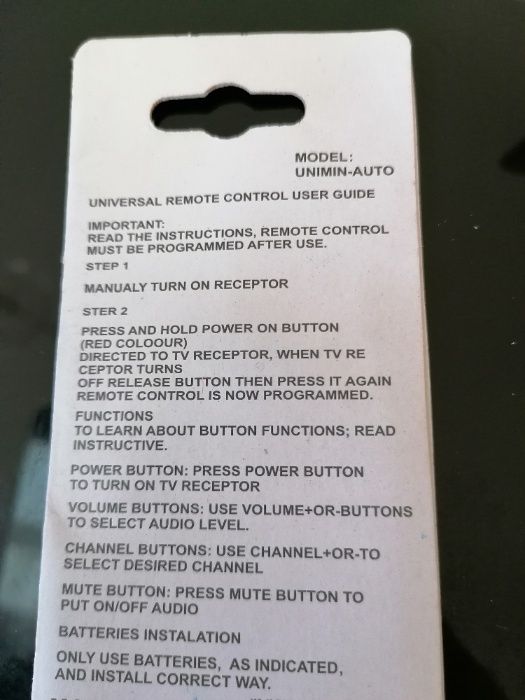 MODEL:
UNIMIN-AUTO
UNIVERSAL REMOTE CONTROL USER GUIDE
IMPORTANT:
READ THE INSTRUCTIONS, REMOTE CONTROL
MUST BE PROGRAMMED AFTER USE.
STEP 1
MANUALY TURN ON RECEPTOR
STER 2
PRESS AND HOLD POWER ON BUTTON
(RED COLOOUR)
DIRECTED TO TV RECEPTOR, WHEN TV RE
CEPTOR TURNS
OFF RELEASE BUTTON THEN PRESS IT AGAIN
REMOTE CONTROL IS NOW PROGRAMMED.
FUNCTIONS
TO LEARN ABOUT BUTTON FUNCTIONS; READ
INSTRUCTIVE.
POWER BUTTON: PRESS POWER BUTTON
TO TURN ON TV RECEPTOR
VOLUME BUTTONS: USE VOLUME+OR-BUTTONS
TO SELECT AUDIO LEVEL.
CHANNEL BUTTONS: USE CHANNEL+OR-TO
SELECT DESIRED CHANNEL
MUTE BUTTON: PRESS MUTE BUTTON TO
PUT ON/OFF AUDIO
BATTERIES INSTALATION
ONLY USE BATTERIES, AS INDICATED,
AND INSTALL CORRECT WAY.